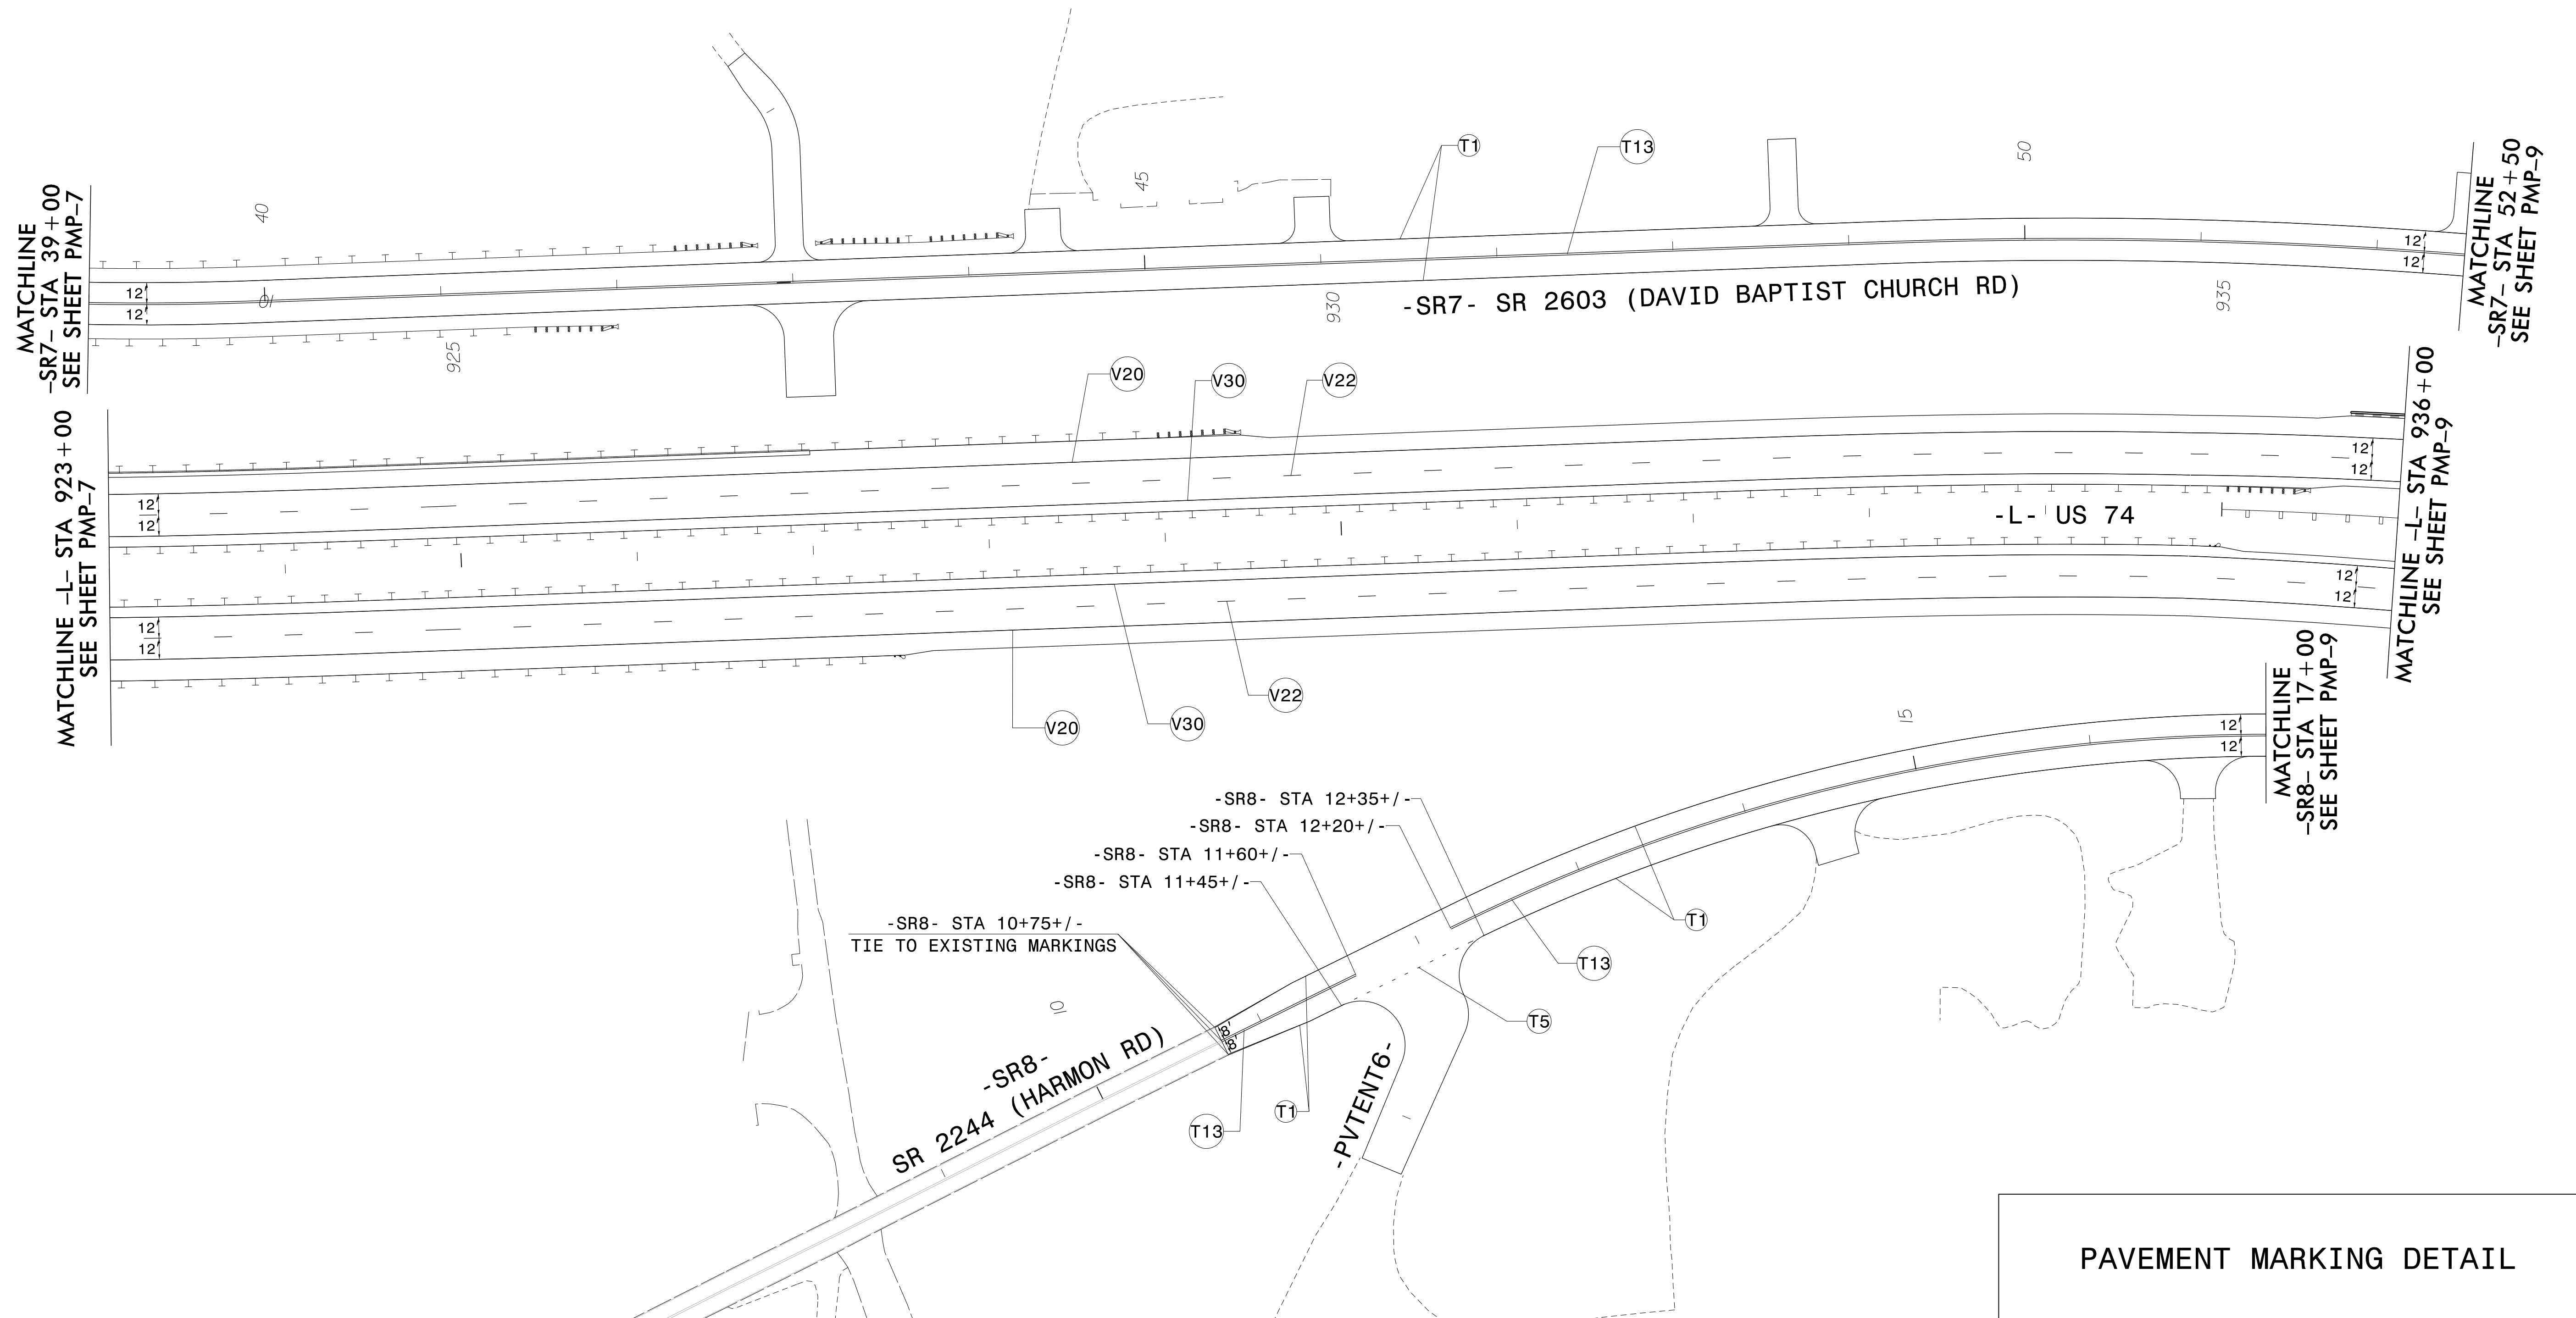 MATCHLINE
–SR7– STA 39+00
SEE SHEET PMP–7
40
12'
12'
10
925
45
T1
T13
50
930
-SR7- SR 2603 (DAVID BAPTIST CHURCH RD)
935
12'
12'
MATCHLINE
–SR7– STA 52+50
SEE SHEET PMP–9
MATCHLINE –L– STA 923+00
SEE SHEET PMP–7
V20
V30
V22
12'
12'
12'
12'
-L- US 74
12'
12'
12'
12'
MATCHLINE –L– STA 936+00
SEE SHEET PMP–9
V20
V30
V22
15
12'
12'
MATCHLINE
–SR8– STA 17+00
SEE SHEET PMP–9
-SR8- STA 12+35+/-
-SR8- STA 12+20+/-
-SR8- STA 11+60+/-
-SR8- STA 11+45+/-
-SR8- STA 10+75+/-
TIE TO EXISTING MARKINGS
T1
T13
T5
10
8'
8'
-SR8-
SR 2244 (HARMON RD)
T13
T1
-PVTENT6-
PAVEMENT MARKING DETAIL